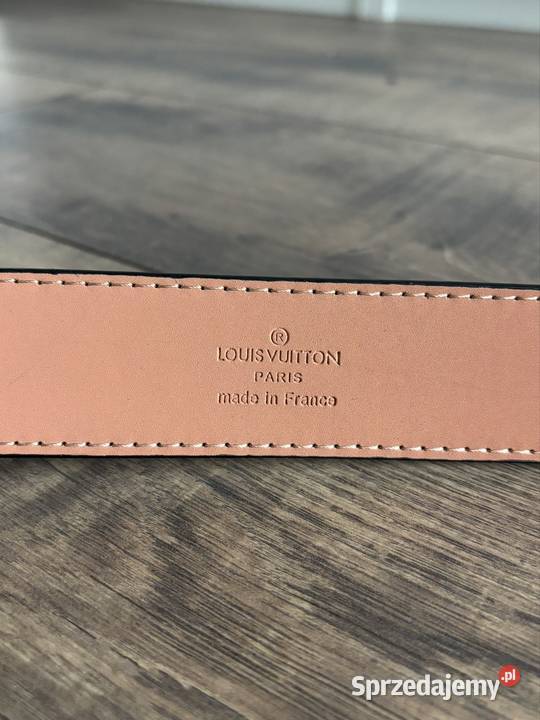 ®
LOUIS VUITTON
PARIS
made in France
Sprzedajemy.pl